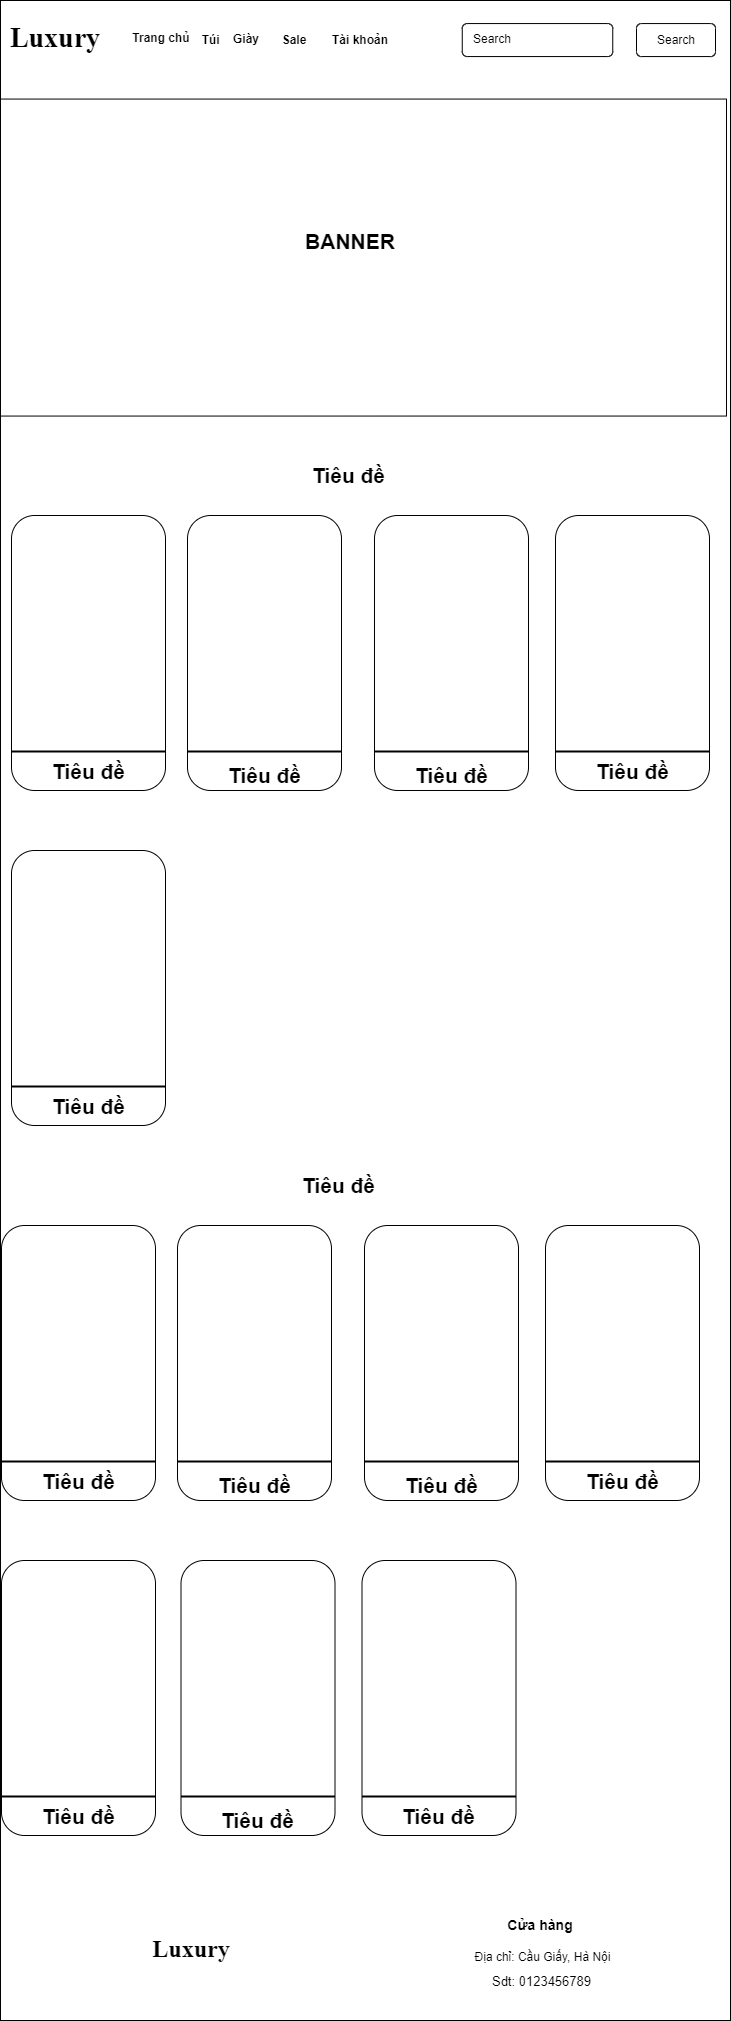 Luxury
Trang chủ
Túi
Giày
Sale
Tài khoản
Search
Search
BANNER
Tiêu đề
Tiêu đề
Tiêu đề
Tiêu đề
Tiêu đề
Tiêu đề
Tiêu đề
Tiêu đề
Tiêu đề
Tiêu đề
Tiêu đề
Tiêu đề
Tiêu đề
Tiêu đề
Luxury
Cửa hàng
Địa chỉ: Cầu Giấy, Hà Nội
Sdt: 0123456789